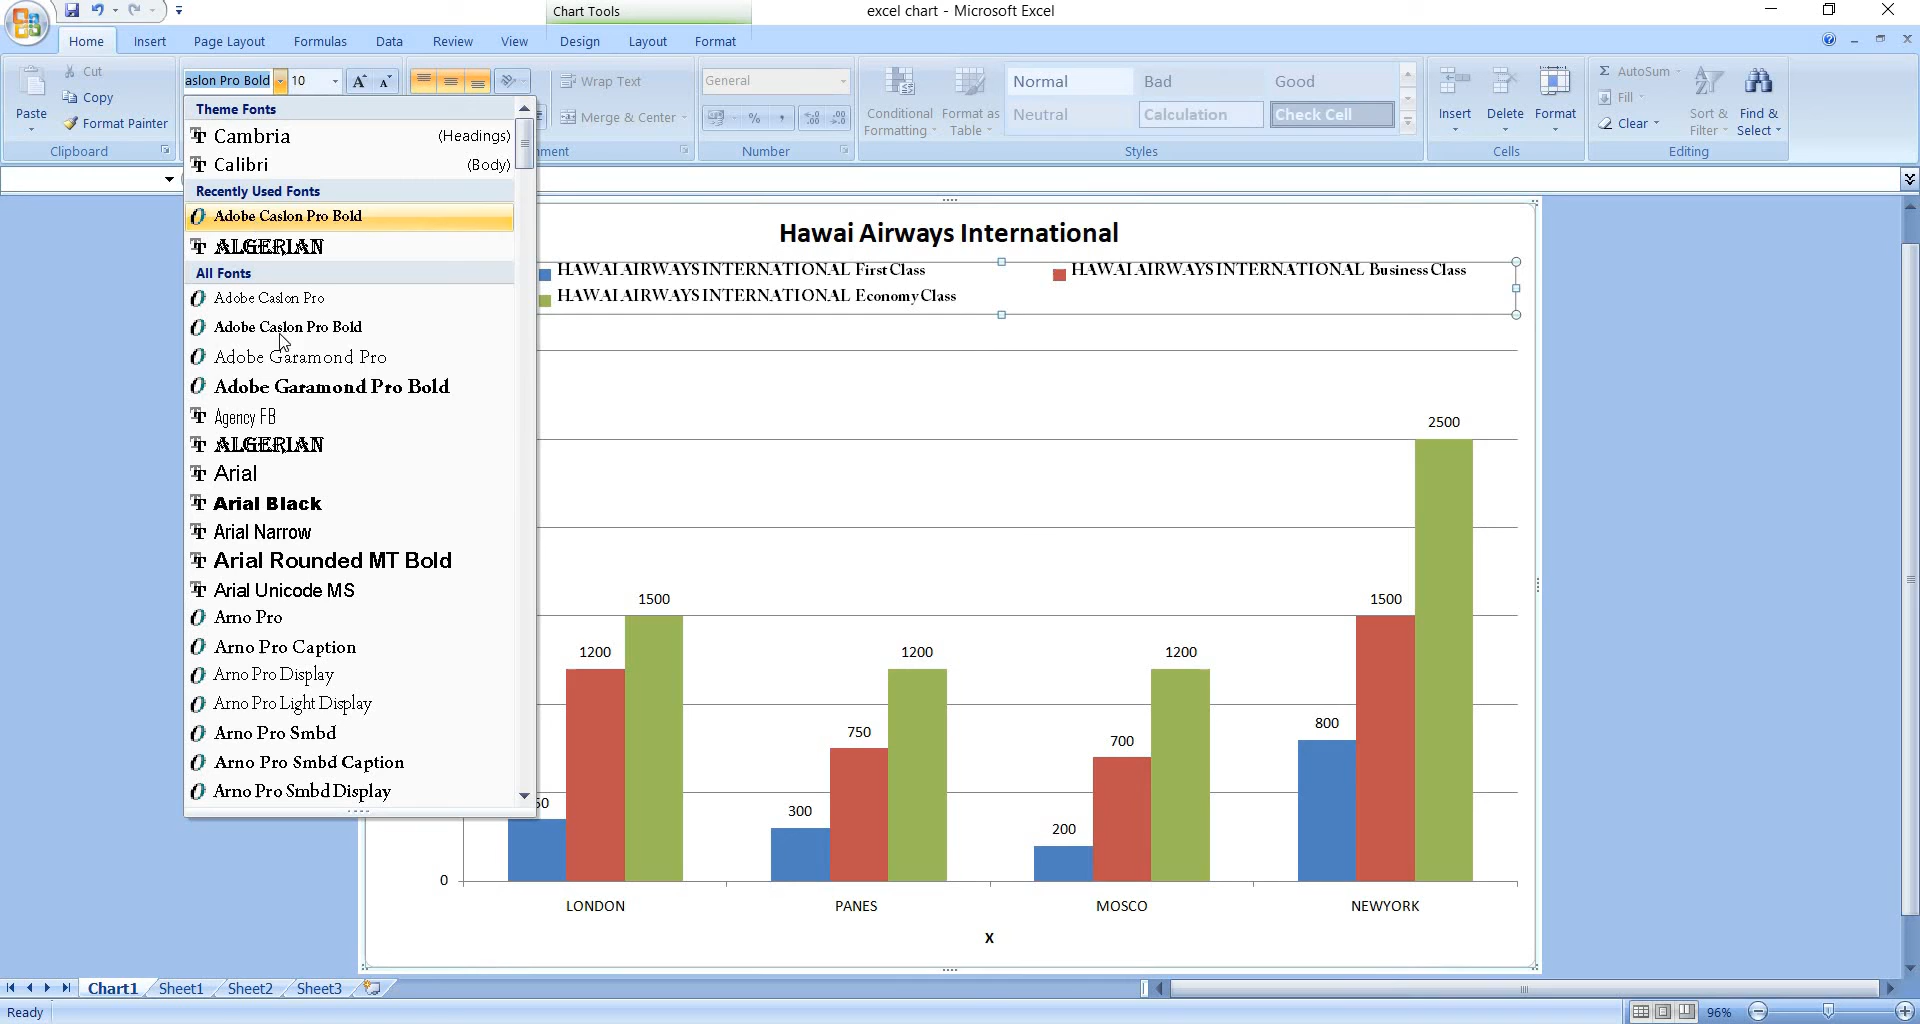 Chart Tools
excel chart - Microsoft Excel
Home Insert Page Layout Formulas Data Review View Design Layout Format
Paste
Cut
Copy
Format Painter
Clipboard
aslon Pro Bold 10
A A
Wrap Text
Merge & Center
nment
General
%
Number
Conditional Formatting
Format as Table
Normal Bad Good
Neutral Calculation Check Cell
Styles
Insert Delete Format
Cells
Σ AutoSum
Fill
Clear
Sort & Filter
Find & Select
Editing
Theme Fonts
Cambria (Headings)
Calibri (Body)
Recently Used Fonts
Adobe Caslon Pro Bold
ALGERIAN
All Fonts
Adobe Caslon Pro
Adobe Caslon Pro Bold
Adobe Garamond Pro
Adobe Garamond Pro Bold
Agency FB
ALGERIAN
Arial
Arial Black
Arial Narrow
Arial Rounded MT Bold
Arial Unicode MS
Arno Pro
Arno Pro Caption
Arno Pro Display
Arno Pro Light Display
Arno Pro Smbd
Arno Pro Smbd Caption
Arno Pro Smbd Display
Hawai Airways International
HAWAI AIRWAYS INTERNATIONAL First Class
HAWAI AIRWAYS INTERNATIONAL Business Class
HAWAI AIRWAYS INTERNATIONAL Economy Class
2500
1500
1500
1200
1200
1200
800
750
700
300
200
50
0
LONDON PANES MOSCO NEWYORK
X
Chart1 Sheet1 Sheet2 Sheet3
Ready
96%